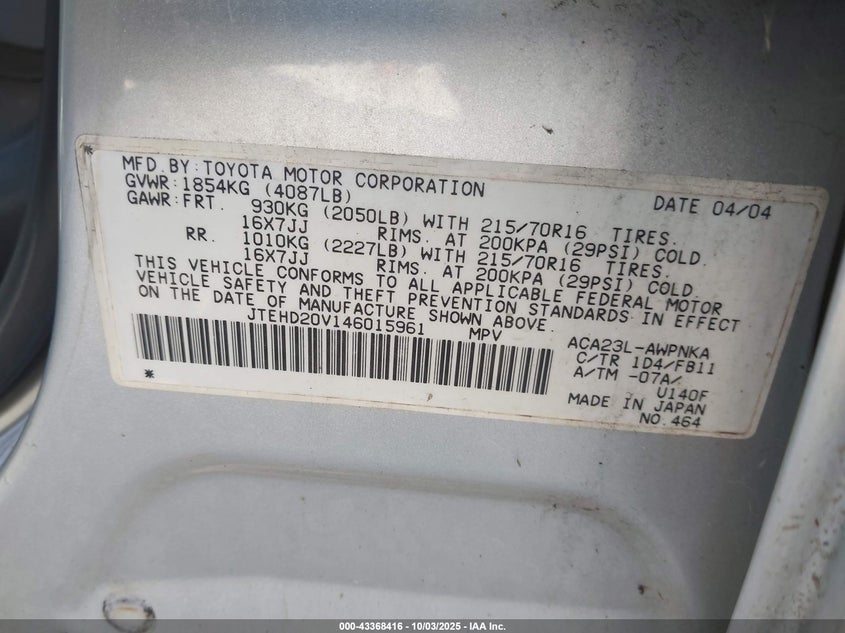 MFD BY:TOYOTA MOTOR CORPORATION DATE 04/04
GVWR:1854KG (4087LB)
GAWR:FRT. 930KG (2050LB) WITH 215/70R16 TIRES.
16X7JJ RIMS. AT 200KPA (29PSI) COLD.
RR. 1010KG (2227LB) WITH 215/70R16 TIRES.
16X7JJ RIMS. AT 200KPA (29PSI) COLD.
THIS VEHICLE CONFORMS TO ALL APPLICABLE FEDERAL MOTOR
VEHICLE SAFETY AND THEFT PREVENTION STANDARDS IN EFFECT
ON THE DATE OF MANUFACTURE SHOWN ABOVE.
JTEHD20V146015961 MPV
ACA23L-AWPNKA
C/TR 1D4/FB11
A/TM -07A/
U140F
MADE IN JAPAN
NO.464
000-43368416 - 10/03/2025 - IAA Inc.